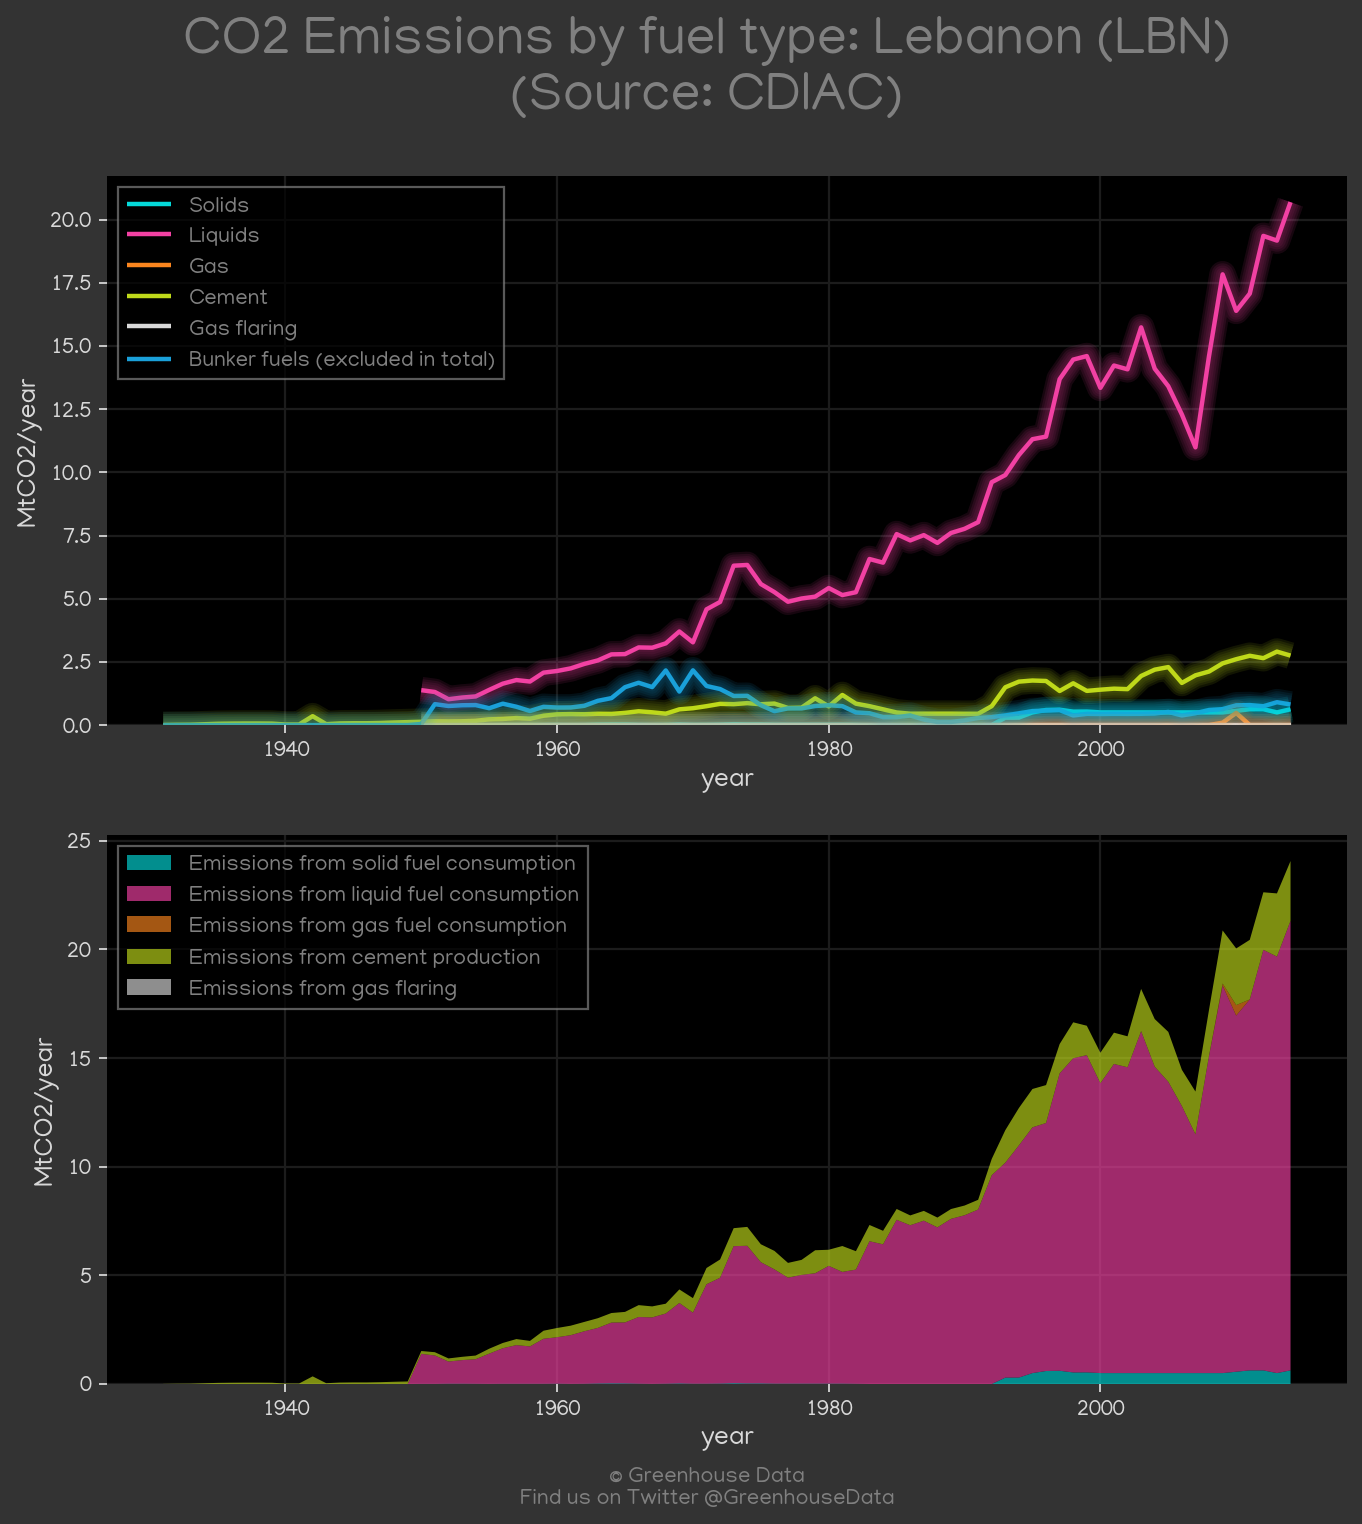 CO2 Emissions by fuel type: Lebanon (LBN)
(Source: CDIAC)
Solids
Liquids
Gas
Cement
Gas flaring
Bunker fuels (excluded in total)
20.0
17.5
15.0
12.5
10.0
7.5
5.0
2.5
0.0
MtCO2/year
1940
1960
1980
2000
year
Emissions from solid fuel consumption
Emissions from liquid fuel consumption
Emissions from gas fuel consumption
Emissions from cement production
Emissions from gas flaring
25
20
15
10
5
0
MtCO2/year
1940
1960
1980
2000
year
© Greenhouse Data
Find us on Twitter @GreenhouseData